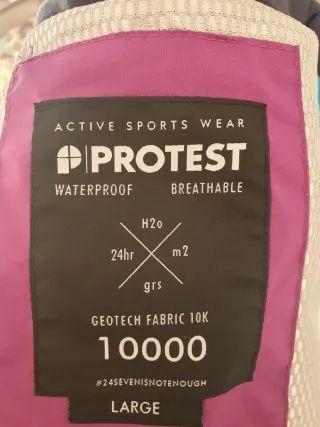 ACTIVE SPORTS WEAR
PROTEST
WATERPROOF BREATHABLE
H2o
24hr m2
grs
GEOTECH FABRIC 10K
10000
#24SEVENISNOTENOUGH
LARGE